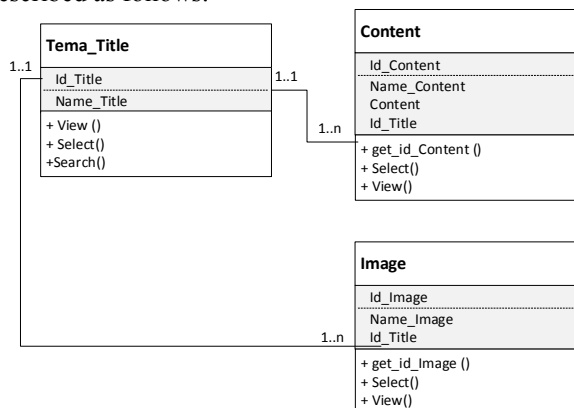 escribed as follows:
Tema_Title
1..1
Id_Title
Name_Title
+ View ()
+ Select()
+Search()
1..1
1..n
Content
Id_Content
Name_Content
Content
Id_Title
+ get_id_Content ()
+ Select()
+ View()
Image
Id_Image
Name_Image
Id_Title
1..n
+ get_id_Image ()
+ Select()
+ View()